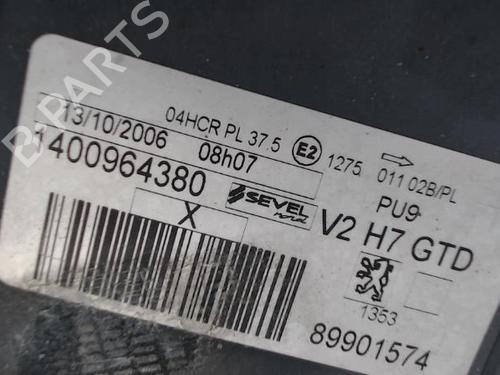 B-PARTS
04HCR PL 37.5 E2 1275
011 02B/PL
13/10/2006 08h07
PU9
1400964380
SEVEL
X
V2 H7 GTD
1353
89901574